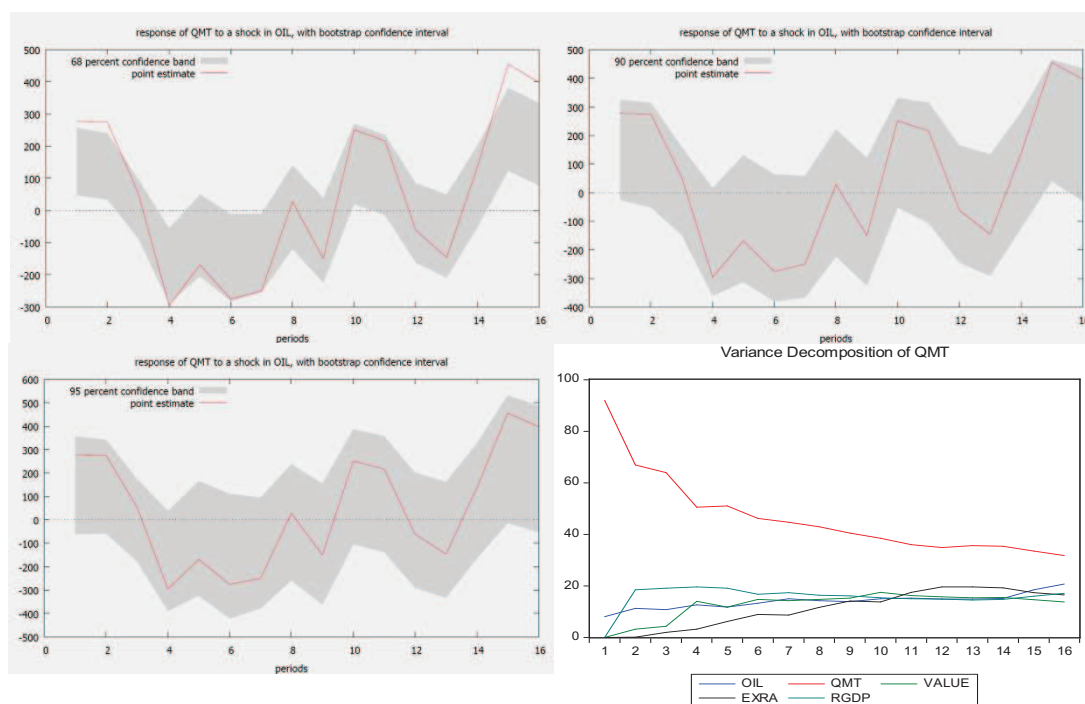 response of QMT to a shock in OIL, with bootstrap confidence interval
500
400
300
200
100
0
-100
-200
-300
68 percent confidence band
point estimate
0 2 4 6 8 10 12 14 16
periods
response of QMT to a shock in OIL, with bootstrap confidence interval
500
400
300
200
100
0
-100
-200
-300
-400
90 percent confidence band
point estimate
0 2 4 6 8 10 12 14 16
periods
response of QMT to a shock in OIL, with bootstrap confidence interval
600
500
400
300
200
100
0
-100
-200
-300
-400
-500
95 percent confidence band
point estimate
0 2 4 6 8 10 12 14 16
periods
Variance Decomposition of QMT
100
80
60
40
20
0
1 2 3 4 5 6 7 8 9 10 11 12 13 14 15 16
OIL QMT VALUE
EXRA RGDP